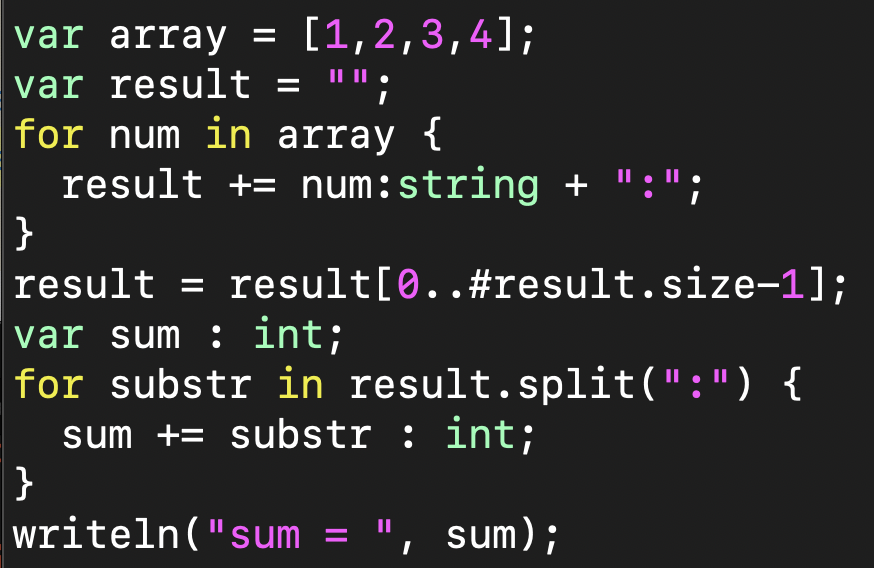 var array = [1,2,3,4];
var result = "";
for num in array {
  result += num:string + ":";
}
result = result[0..#result.size-1];
var sum : int;
for substr in result.split(":") {
  sum += substr : int;
}
writeln("sum = ", sum);